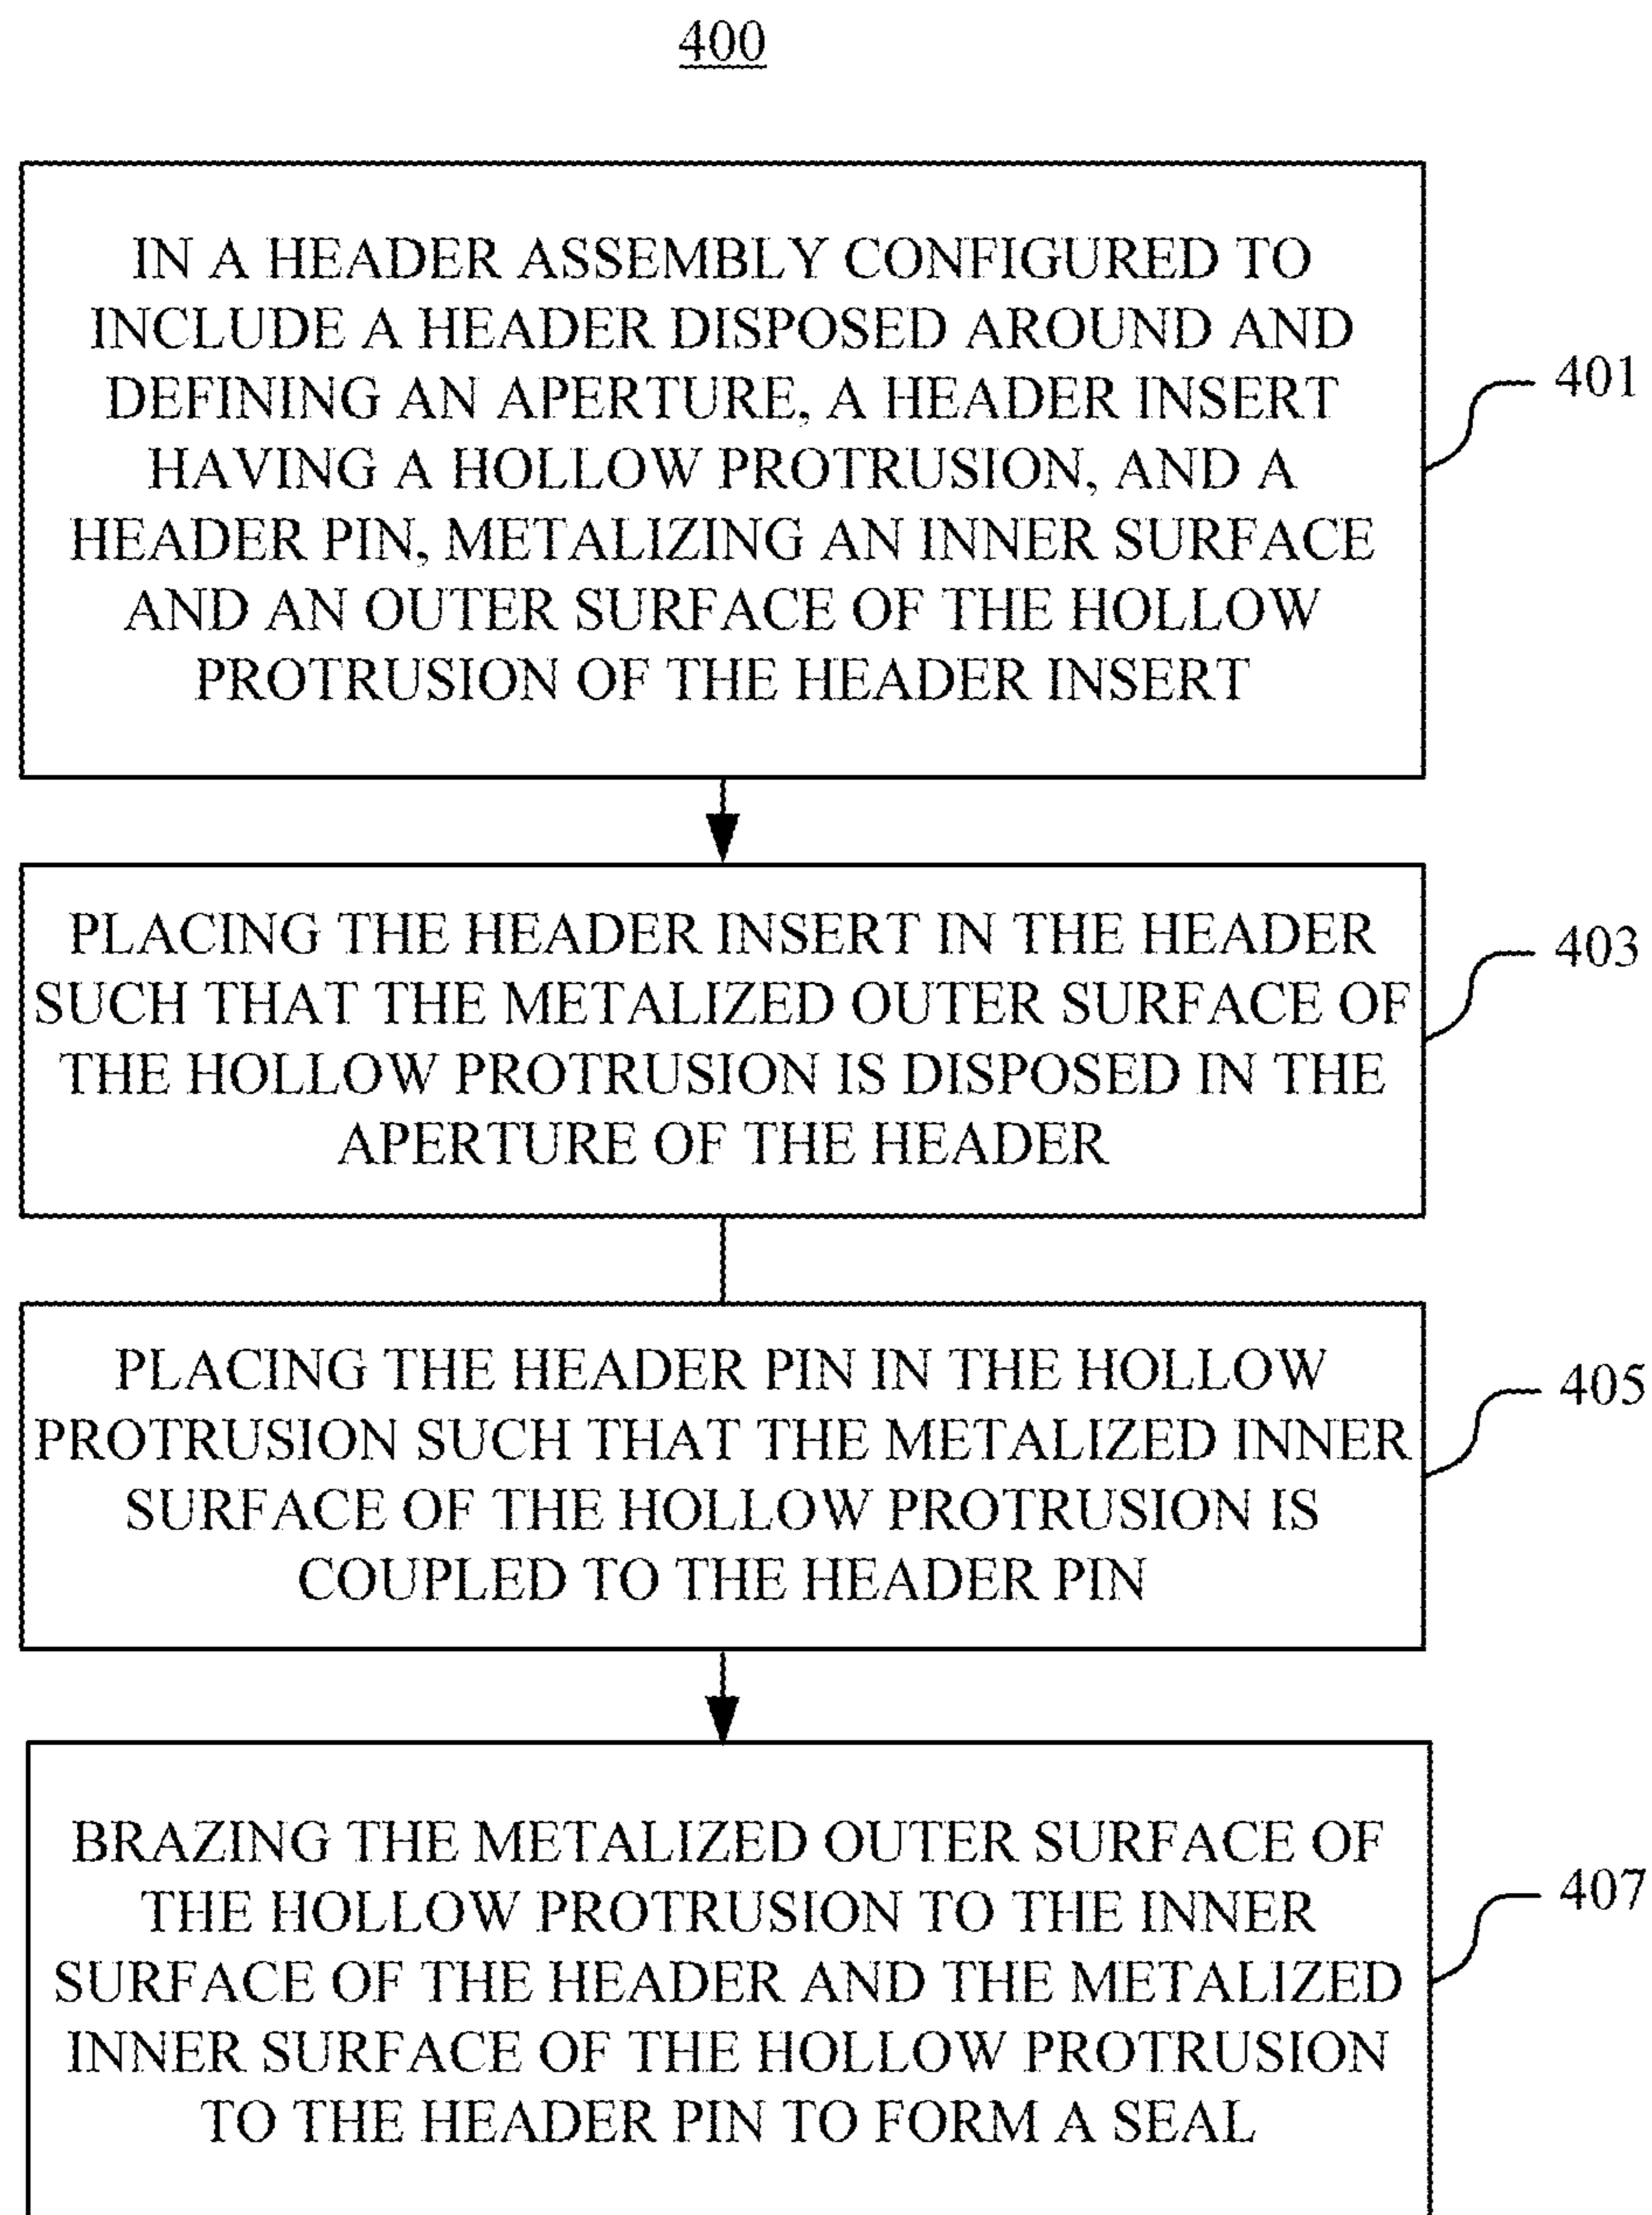 400
IN A HEADER ASSEMBLY CONFIGURED TO
INCLUDE A HEADER DISPOSED AROUND AND
DEFINING AN APERTURE, A HEADER INSERT
HAVING A HOLLOW PROTRUSION, AND A
HEADER PIN, METALIZING AN INNER SURFACE
AND AN OUTER SURFACE OF THE HOLLOW
PROTRUSION OF THE HEADER INSERT
401
PLACING THE HEADER INSERT IN THE HEADER
SUCH THAT THE METALIZED OUTER SURFACE OF
THE HOLLOW PROTRUSION IS DISPOSED IN THE
APERTURE OF THE HEADER
403
PLACING THE HEADER PIN IN THE HOLLOW
PROTRUSION SUCH THAT THE METALIZED INNER
SURFACE OF THE HOLLOW PROTRUSION IS
COUPLED TO THE HEADER PIN
405
BRAZING THE METALIZED OUTER SURFACE OF
THE HOLLOW PROTRUSION TO THE INNER
SURFACE OF THE HEADER AND THE METALIZED
INNER SURFACE OF THE HOLLOW PROTRUSION
TO THE HEADER PIN TO FORM A SEAL
407